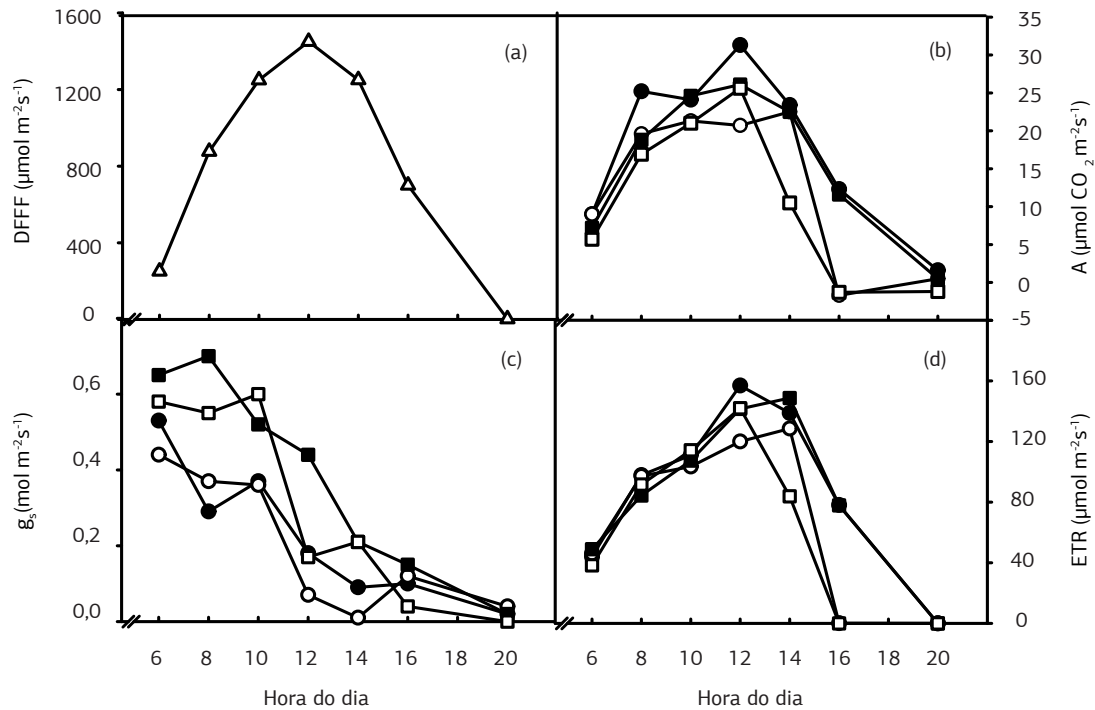 1600
1200
800
400
0
DFFF (µmol m⁻²s⁻¹)
(a)
(b)
35
30
25
20
15
10
5
0
-5
A (µmol CO₂ m⁻²s⁻¹)
0,6
0,4
0,2
0,0
gₛ(mol m⁻²s⁻¹)
(c)
(d)
160
120
80
40
0
ETR (µmol m⁻²s⁻¹)
6 8 10 12 14 16 20
6 8 10 12 14 16 20
Hora do dia
Hora do dia